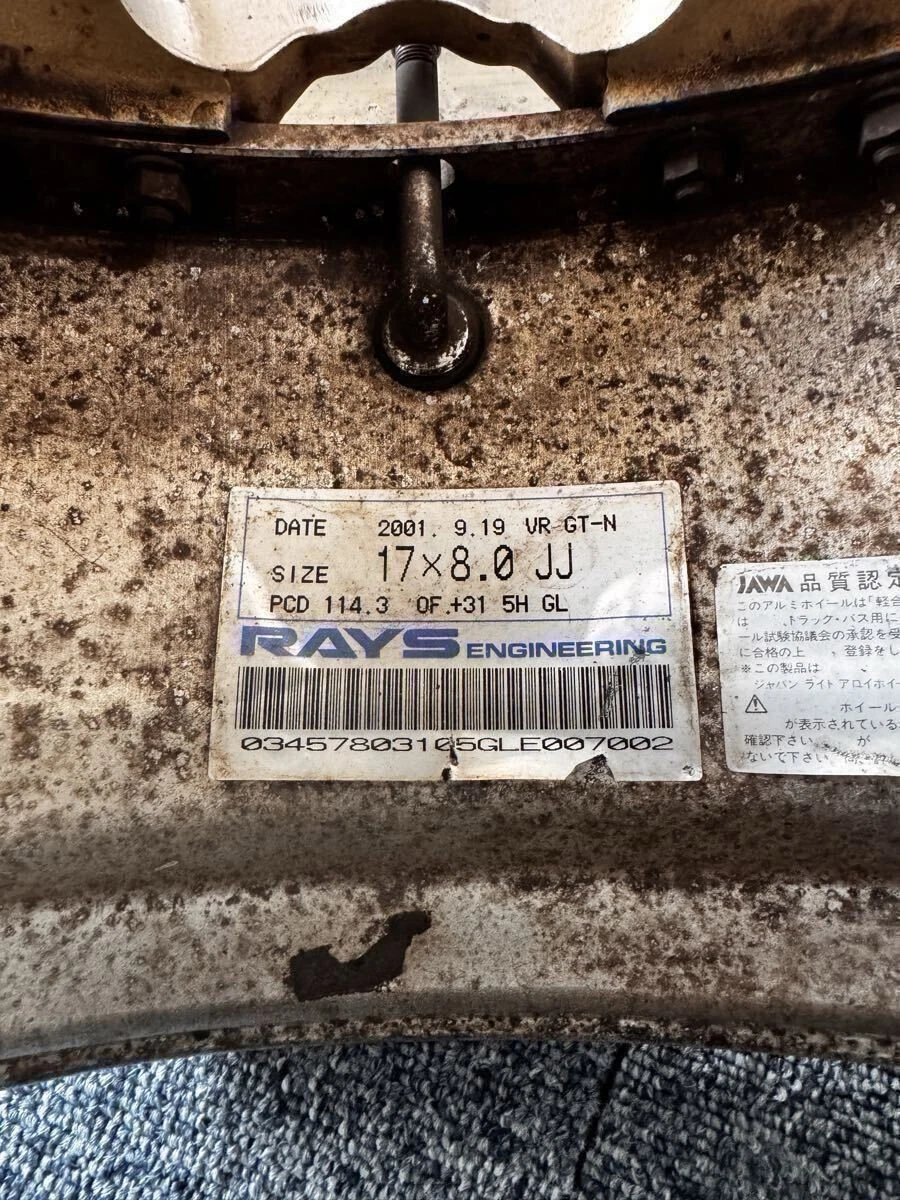 DATE 2001. 9.19 VR GT-N
SIZE 17×8.0 JJ
PCD 114.3 OF.+31 5H GL
RAYS ENGINEERING
03457803105GLE007002
JAWA 品質認定
このアルミホイールは「軽合
は トラック・バス用に
ール試験協議会の承認を受
に合格の上 、登録をし
※この製品は
ジャパン ライト アロイホイー
ホイール
が表示されている
確認下さい が
ないで下さい